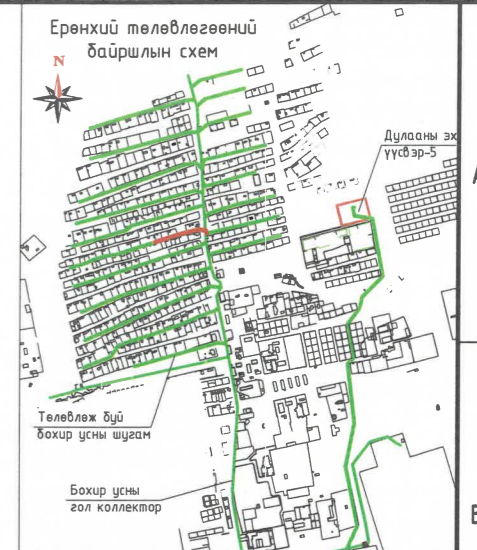 Ерөнхий төлөвлөгөөний
байршлын схем
N
Дулааны эх
үүсвэр-5
Төлөвлөж буй
бохир усны шугам
Бохир усны
гол коллектор